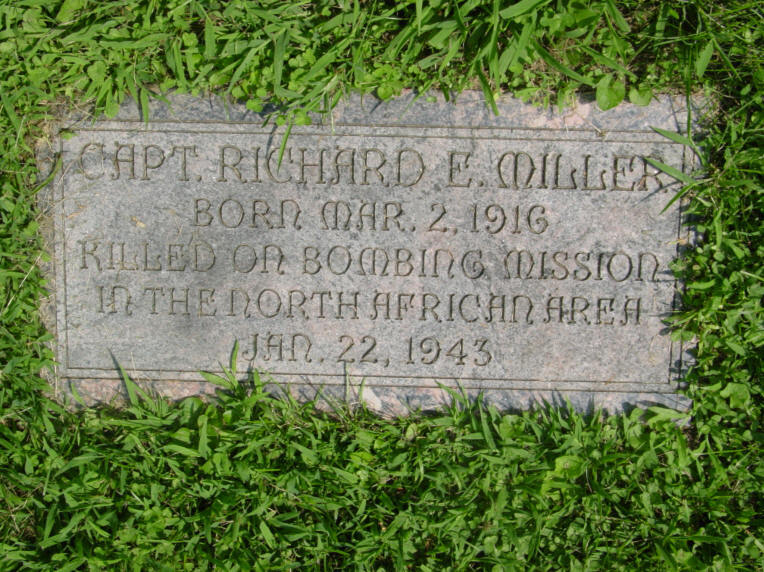 CAPT. RICHARD E. MILLER
BORN MAR. 2, 1916
KILLED ON BOMBING MISSION
IN THE NORTH AFRICAN AREA
JAN. 22, 1943